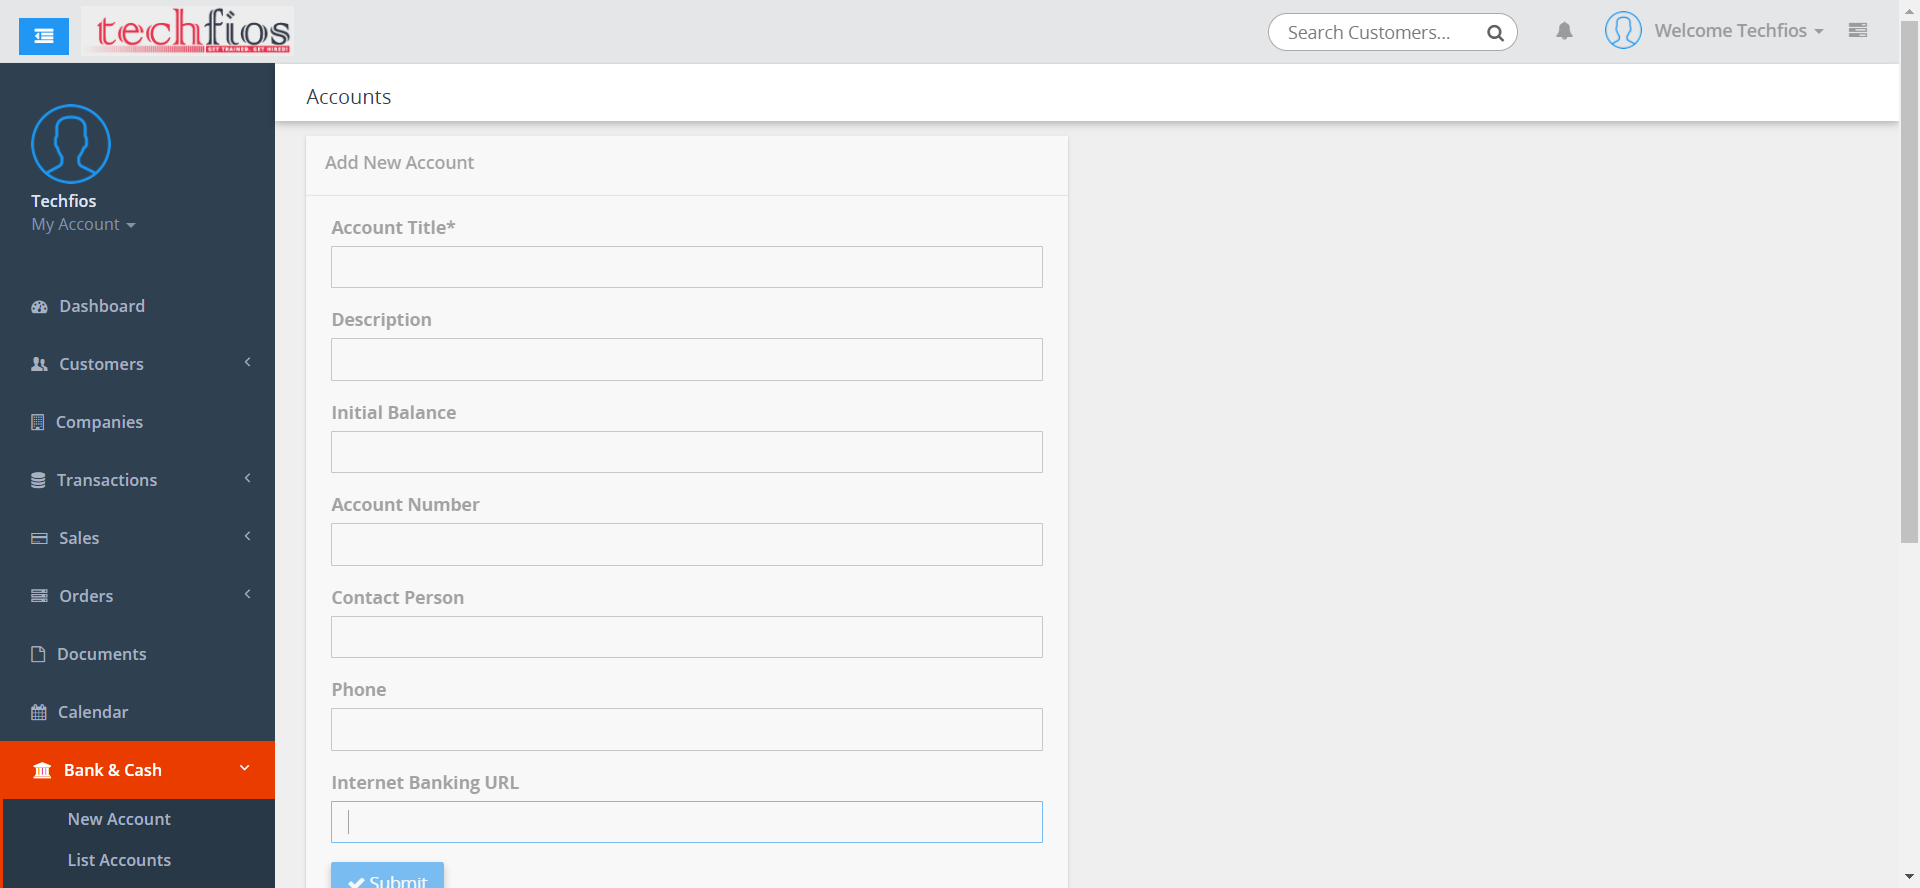 techfios
GET TRAINED. GET HIRED!
Search Customers...
Welcome Techfios
Accounts
Techfios
My Account
Dashboard
Customers
Companies
Transactions
Sales
Orders
Documents
Calendar
Bank & Cash
New Account
List Accounts
Add New Account
Account Title*
Description
Initial Balance
Account Number
Contact Person
Phone
Internet Banking URL
Submit